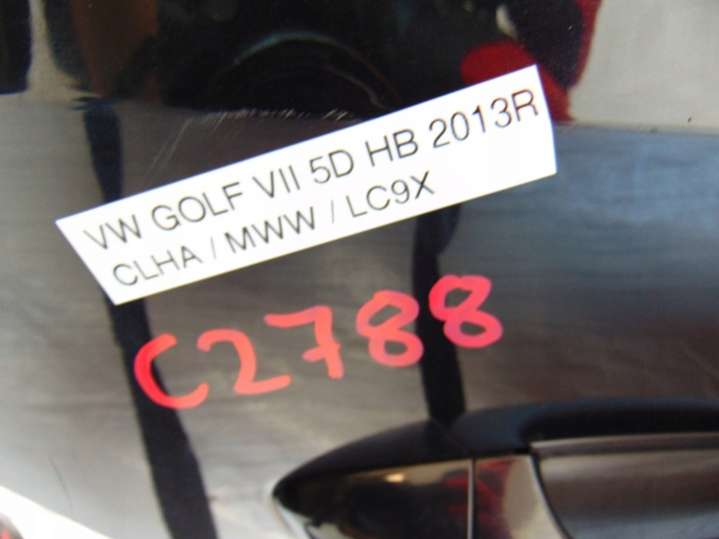 VW GOLF VII 5D HB 2013R
CLHA / MWW / LC9X
C2788